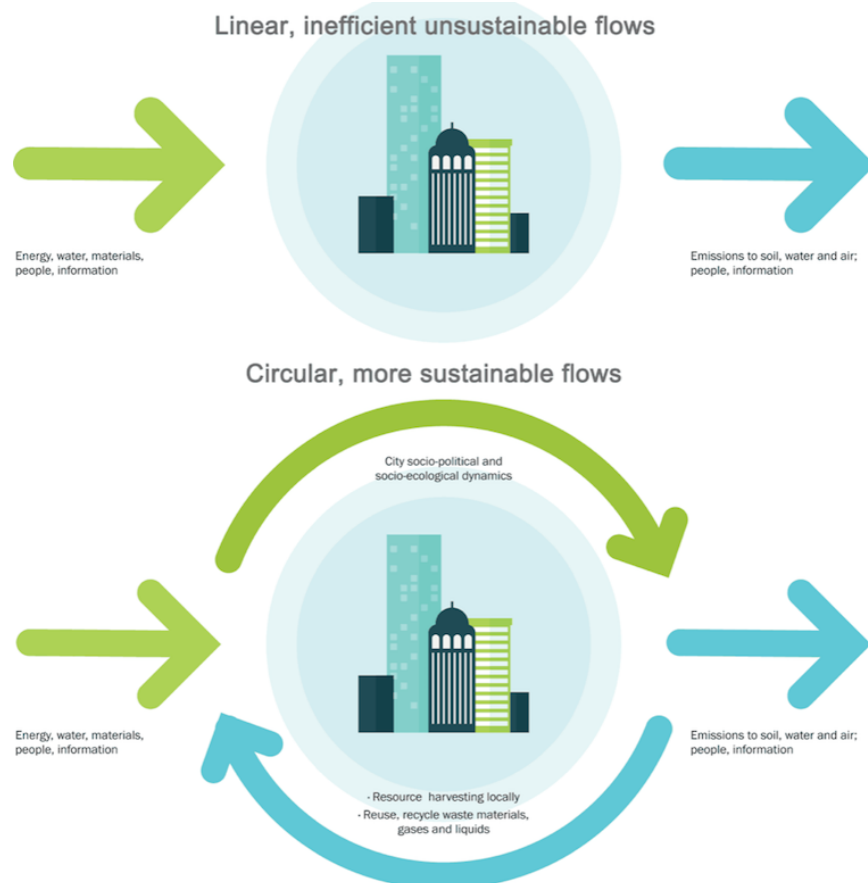 Linear, inefficient unsustainable flows
Energy, water, materials,
people, information
Emissions to soil, water and air;
people, information
Circular, more sustainable flows
City socio-political and
socio-ecological dynamics
Energy, water, materials,
people, information
Emissions to soil, water and air;
people, information
- Resource harvesting locally
- Reuse, recycle waste materials,
gases and liquids